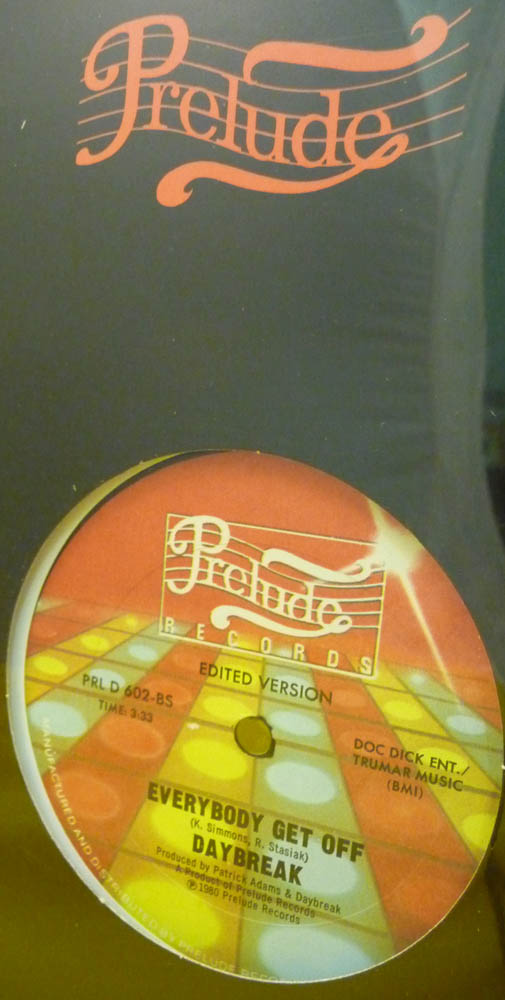 Prelude
Prelude
RECORDS
EDITED VERSION
PRL D 602-BS
TIME: 3:33
DOC DICK ENT./
TRUMAR MUSIC
(BMI)
EVERYBODY GET OFF
(K. Simmons, R. Stasiak)
DAYBREAK
Produced by Patrick Adams & Daybreak
A Product of Prelude Records
℗1980 Prelude Records
MANUFACTURED AND DISTRIBUTED BY PRELUDE RECO